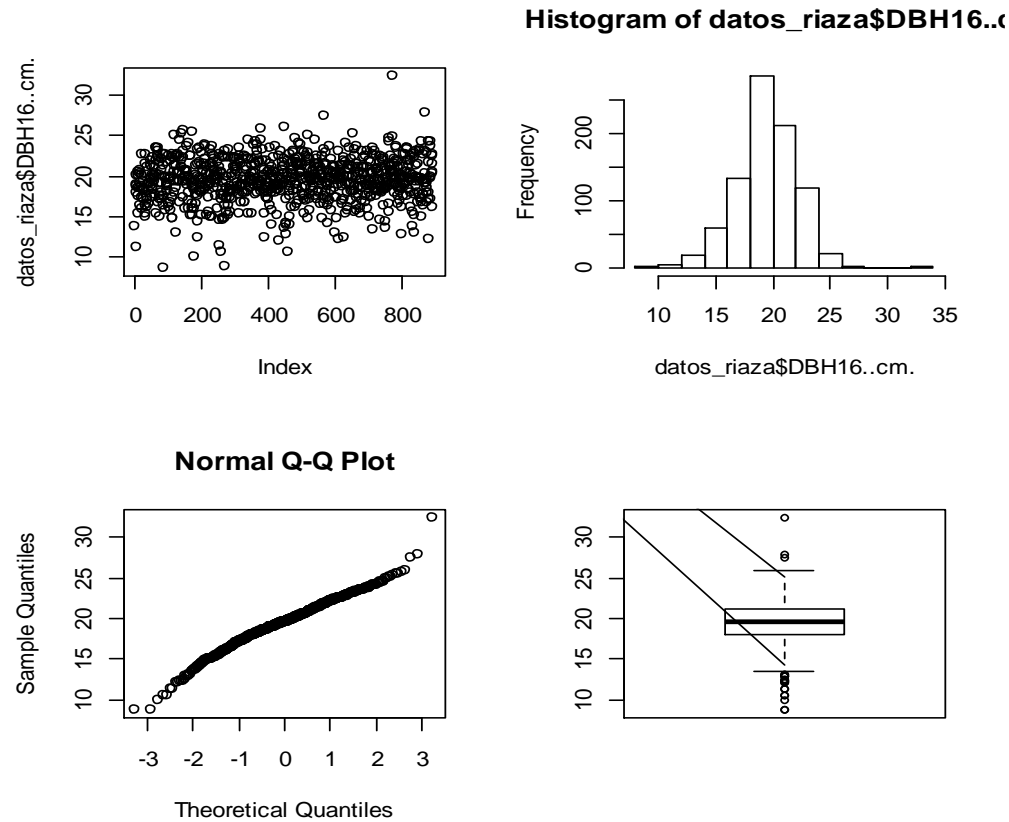 datos_riaza$DBH16..cm.
10 15 20 25 30
0 200 400 600 800
Index
Histogram of datos_riaza$DBH16..c
Frequency
0 100 200
10 15 20 25 30 35
datos_riaza$DBH16..cm.
Normal Q-Q Plot
Sample Quantiles
10 15 20 25 30
-3 -2 -1 0 1 2 3
Theoretical Quantiles
10 15 20 25 30